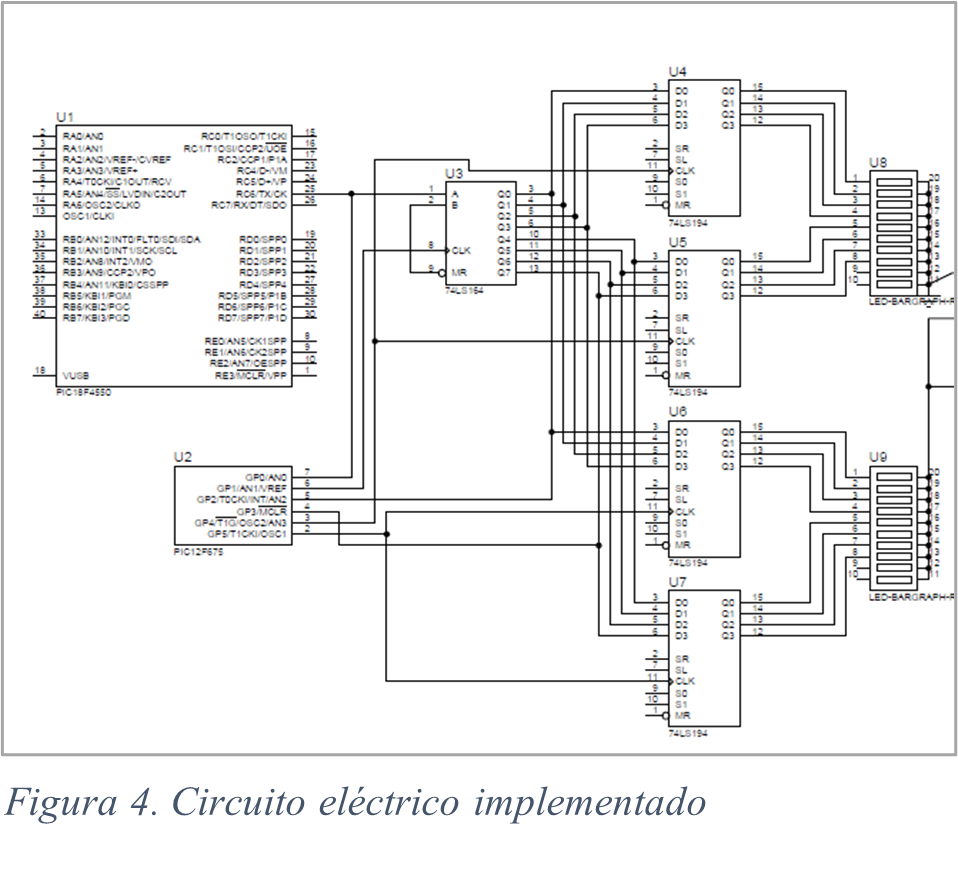 U1
2 RA0/AN0 RC0/T1OSO/T1CKI 15
3 RA1/AN1 RC1/T1OSI/CCP2/UOE 16
4 RA2/AN2/VREF-/CVREF RC2/CCP1/P1A 17
5 RA3/AN3/VREF+ RC4/D-/VM 23
6 RA4/T0CKI/C1OUT/RCV RC5/D+/VP 24
7 RA5/AN4/SS/LVDIN/C2OUT RC6/TX/CK 25
14 RA6/OSC2/CLKO RC7/RX/DT/SDO 26
13 OSC1/CLKI
33 RB0/AN12/INT0/FLT0/SDI/SDA RD0/SPP0 19
34 RB1/AN10/INT1/SCK/SCL RD1/SPP1 20
35 RB2/AN8/INT2/VMO RD2/SPP2 21
36 RB3/AN9/CCP2/VPO RD3/SPP3 22
37 RB4/AN11/KBI0/CSSPP RD4/SPP4 27
38 RB5/KBI1/PGM RD5/SPP5/P1B 28
39 RB6/KBI2/PGC RD6/SPP6/P1C 29
40 RB7/KBI3/PGD RD7/SPP7/P1D 30
RE0/AN5/CK1SPP 8
RE1/AN6/CK2SPP 9
RE2/AN7/OESPP 10
18 VUSB RE3/MCLR/VPP 1
PIC18F4550
U2
GP0/AN0 7
GP1/AN1/VREF 6
GP2/T0CKI/INT/AN2 5
GP3/MCLR 4
GP4/T1G/OSC2/AN3 3
GP5/T1CKI/OSC1 2
PIC12F675
U3
1 A Q0 3
2 B Q1 4
Q2 5
Q3 6
Q4 10
8 CLK Q5 11
Q6 12
9 MR Q7 13
74LS164
U4
3 D0 Q0 15
4 D1 Q1 14
5 D2 Q2 13
6 D3 Q3 12
2 SR
7 SL
11 CLK
9 S0
10 S1
1 MR
74LS194
U5
3 D0 Q0 15
4 D1 Q1 14
5 D2 Q2 13
6 D3 Q3 12
2 SR
7 SL
11 CLK
9 S0
10 S1
1 MR
74LS194
U6
3 D0 Q0 15
4 D1 Q1 14
5 D2 Q2 13
6 D3 Q3 12
2 SR
7 SL
11 CLK
9 S0
10 S1
1 MR
74LS194
U7
3 D0 Q0 15
4 D1 Q1 14
5 D2 Q2 13
6 D3 Q3 12
2 SR
7 SL
11 CLK
9 S0
10 S1
1 MR
74LS194
U8
1 20
2 19
3 18
4 17
5 16
6 15
7 14
8 13
9 12
10 11
LED-BARGRAPH-R
U9
1 20
2 19
3 18
4 17
5 16
6 15
7 14
8 13
9 12
10 11
LED-BARGRAPH-R
Figura 4. Circuito eléctrico implementado